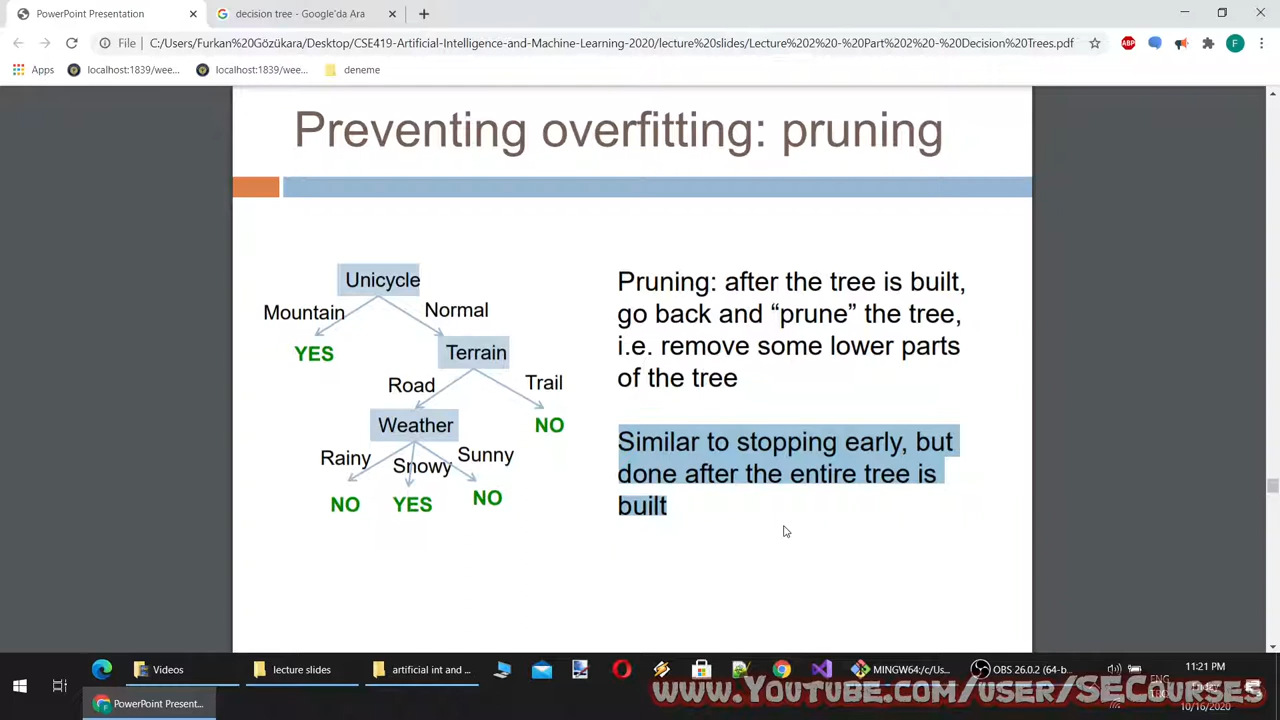 PowerPoint Presentation
decision tree - Google'da Ara
File
C:/Users/Furkan%20Gözükara/Desktop/CSE419-Artificial-Intelligence-and-Machine-Learning-2020/lecture%20slides/Lecture%202%20-%20Part%202%20-%20Decision%20Trees.pdf
ABP
F
Apps
localhost:1839/wee...
localhost:1839/wee...
deneme
Preventing overfitting: pruning
Unicycle
Mountain
Normal
YES
Terrain
Road
Trail
Weather
NO
Rainy
Snowy
Sunny
NO
YES
NO
Pruning: after the tree is built,
go back and “prune” the tree,
i.e. remove some lower parts
of the tree
Similar to stopping early, but
done after the entire tree is
built
Videos
lecture slides
artificial int and ...
MINGW64:/c/Us...
OBS 26.0.2 (64-b...
11:21 PM
ENG
Friday
10/16/2020
PowerPoint Present...
www.Youtube.com/user/SECourses